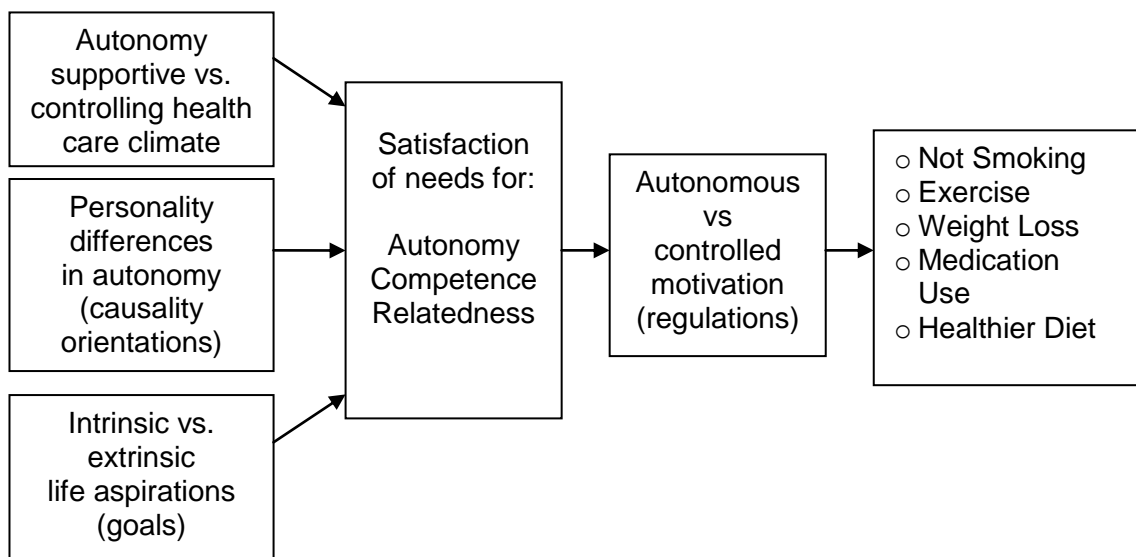 Autonomy
supportive vs.
controlling health
care climate
Personality
differences
in autonomy
(causality
orientations)
Intrinsic vs.
extrinsic
life aspirations
(goals)
Satisfaction
of needs for:
Autonomy
Competence
Relatedness
Autonomous
vs
controlled
motivation
(regulations)
o Not Smoking
o Exercise
o Weight Loss
o Medication
Use
o Healthier Diet